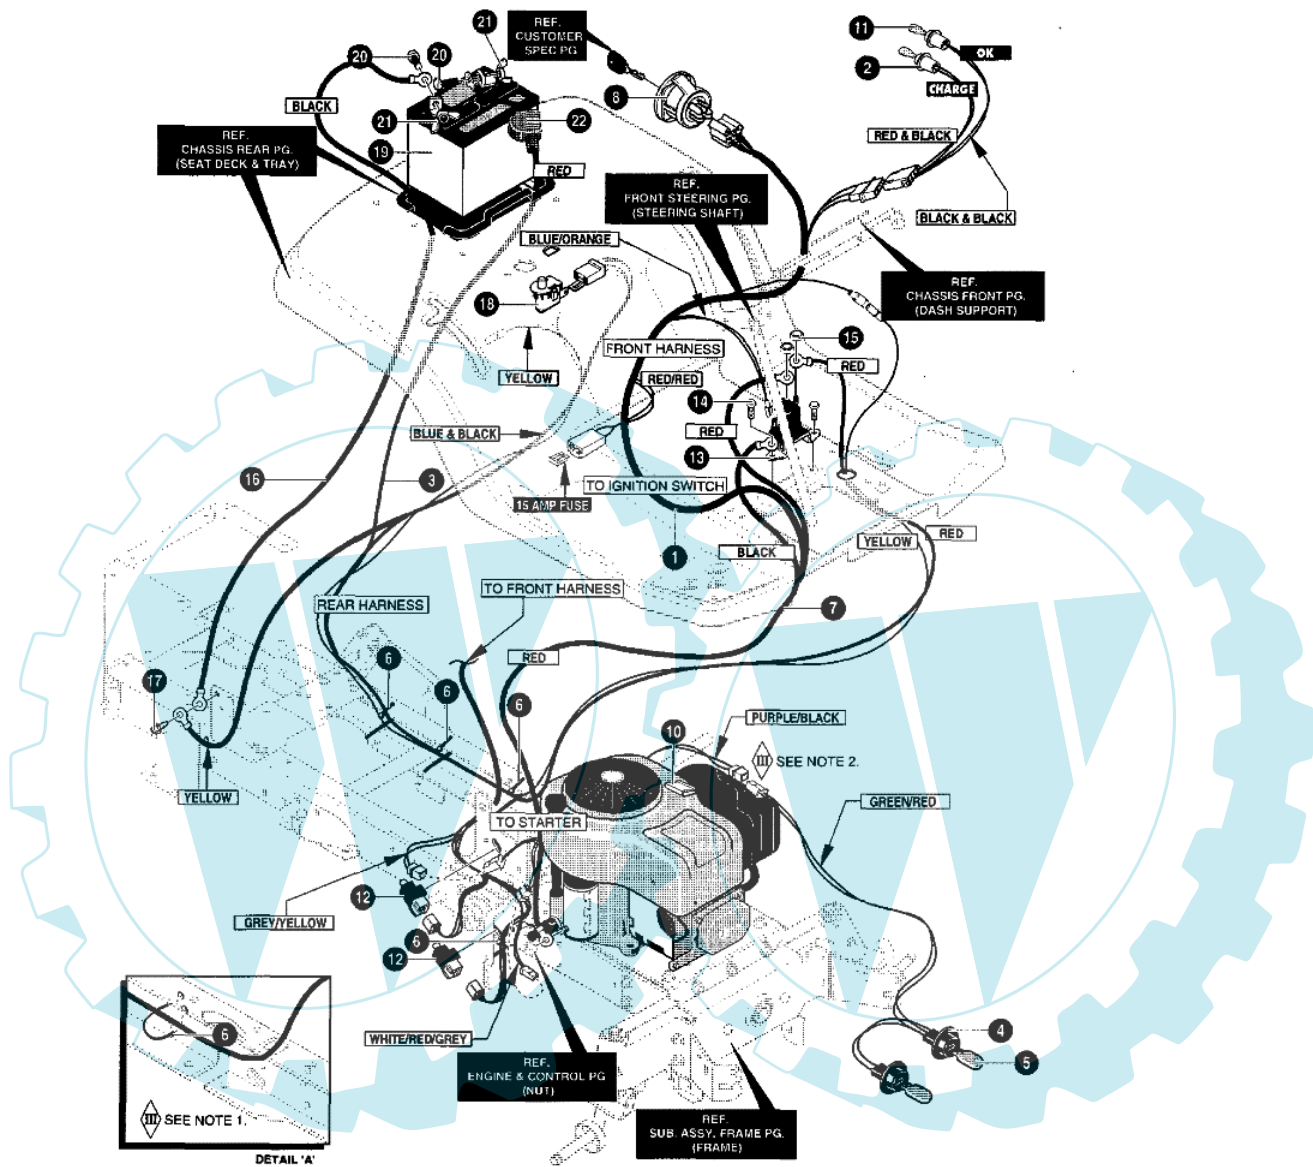 21
REF.
CUSTOMER
SPEC PG
11
OK
20
20
2
CHARGE
8
BLACK
RED & BLACK
21
22
REF.
CHASSIS REAR PG.
(SEAT DECK & TRAY)
19
RED
REF.
FRONT STEERING PG.
(STEERING SHAFT)
BLACK & BLACK
BLUE/ORANGE
REF.
CHASSIS FRONT PG.
(DASH SUPPORT)
18
15
FRONT HARNESS
RED
YELLOW
RED/RED
14
BLUE & BLACK
RED
13
16
3
TO IGNITION SWITCH
15 AMP FUSE
RED
YELLOW
1
BLACK
TO FRONT HARNESS
REAR HARNESS
7
RED
6
17
6
6
PURPLE/BLACK
10
III SEE NOTE 2.
YELLOW
GREEN/RED
TO STARTER
12
GREY/YELLOW
6
12
6
4
WHITE/RED/GREY
5
REF.
ENGINE & CONTROL PG
(NUT)
III SEE NOTE 1.
REF.
SUB. ASSY. FRAME PG.
(FRAME)
DETAIL 'A'